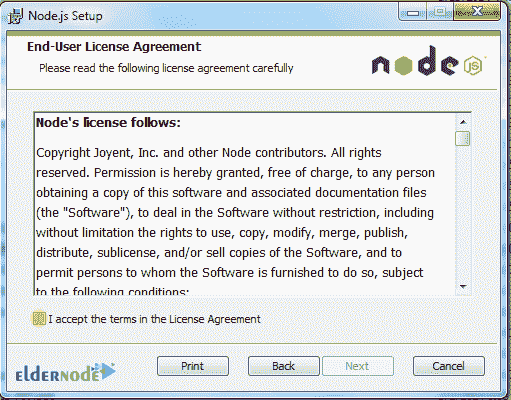 Node.js Setup
End-User License Agreement
Please read the following license agreement carefully
node
JS
Node's license follows:
Copyright Joyent, Inc. and other Node contributors. All rights
reserved. Permission is hereby granted, free of charge, to any person
obtaining a copy of this software and associated documentation files
(the "Software"), to deal in the Software without restriction, including
without limitation the rights to use, copy, modify, merge, publish,
distribute, sublicense, and/or sell copies of the Software, and to
permit persons to whom the Software is furnished to do so, subject
to the following conditions:
I accept the terms in the License Agreement
ELDERNODE
Print
Back
Next
Cancel